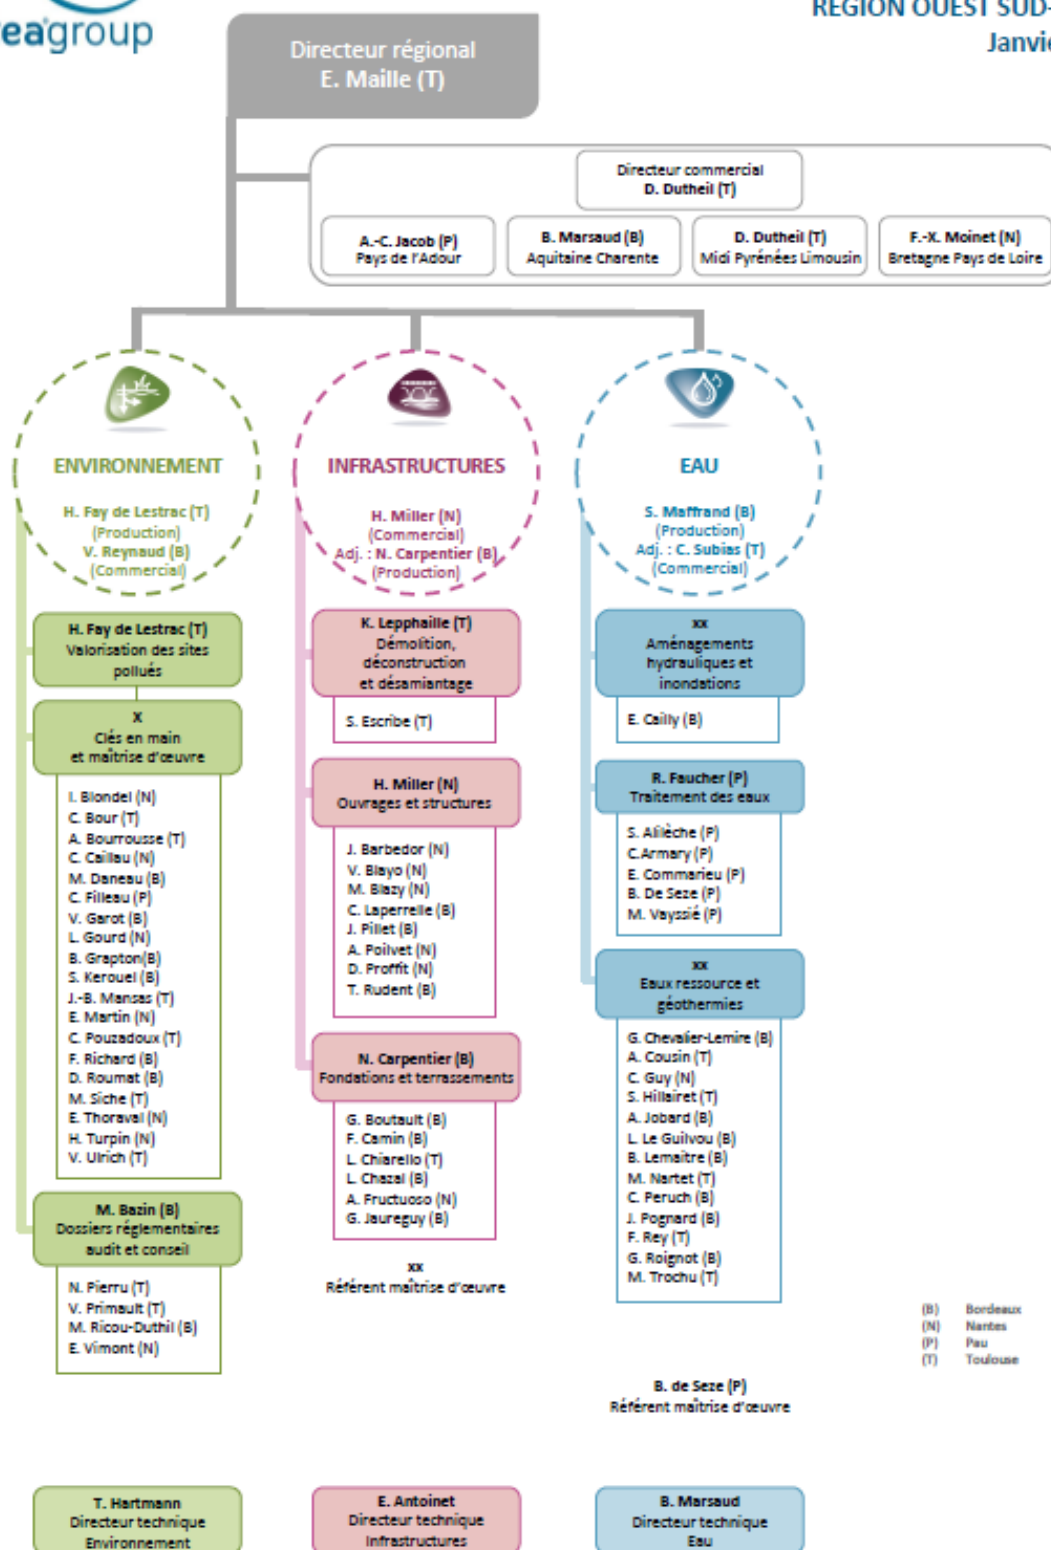 eagroup
REGION OUEST SUD-
Janvie
Directeur régional
E. Maille (T)
Directeur commercial
D. Dutheil (T)
A.-C. Jacob (P)
Pays de l'Adour
B. Marsaud (B)
Aquitaine Charente
D. Dutheil (T)
Midi Pyrénées Limousin
F.-X. Moinet (N)
Bretagne Pays de Loire
ENVIRONNEMENT
H. Fay de Lestrac (T)
(Production)
V. Reynaud (B)
(Commercial)
H. Fay de Lestrac (T)
Valorisation des sites
pollués
X
Clés en main
et maîtrise d'œuvre
I. Blondel (N)
C. Bour (T)
A. Bourrousse (T)
C. Caillau (N)
M. Daneau (B)
C. Filleau (P)
V. Garot (B)
L. Gourd (N)
B. Grapton(B)
S. Kerouel (B)
J.-B. Mansas (T)
E. Martin (N)
C. Pouzadoux (T)
F. Richard (B)
D. Roumat (B)
M. Siche (T)
E. Thoraval (N)
H. Turpin (N)
V. Ulrich (T)
M. Bazin (B)
Dossiers réglementaires
audit et conseil
N. Pierru (T)
V. Primault (T)
M. Ricou-Duthil (B)
E. Vimont (N)
INFRASTRUCTURES
H. Miller (N)
(Commercial)
Adj. : N. Carpentier (B)
(Production)
K. Lepphaille (T)
Démolition,
déconstruction
et désamiantage
S. Escribe (T)
H. Miller (N)
Ouvrages et structures
J. Barbedor (N)
V. Blayo (N)
M. Blazy (N)
C. Laperrelle (B)
J. Pillet (B)
A. Poilvet (N)
D. Proffit (N)
T. Rudent (B)
N. Carpentier (B)
Fondations et terrassements
G. Boutault (B)
F. Camin (B)
L. Chiarello (T)
L. Chazal (B)
A. Fructuoso (N)
G. Jaureguy (B)
xx
Référent maîtrise d'œuvre
EAU
S. Maffrand (B)
(Production)
Adj. : C. Subias (T)
(Commercial)
xx
Aménagements
hydrauliques et
inondations
E. Cailly (B)
R. Faucher (P)
Traitement des eaux
S. Alilèche (P)
C.Armary (P)
E. Commarieu (P)
B. De Seze (P)
M. Vayssié (P)
xx
Eaux ressource et
géothermies
G. Chevalier-Lemire (B)
A. Cousin (T)
C. Guy (N)
S. Hillairet (T)
A. Jobard (B)
L. Le Guilvou (B)
B. Lemaitre (B)
M. Nartet (T)
C. Peruch (B)
J. Pognard (B)
F. Rey (T)
G. Roignot (B)
M. Trochu (T)
B. de Seze (P)
Référent maîtrise d'œuvre
(B) Bordeaux
(N) Nantes
(P) Pau
(T) Toulouse
T. Hartmann
Directeur technique
Environnement
E. Antoinet
Directeur technique
Infrastructures
B. Marsaud
Directeur technique
Eau